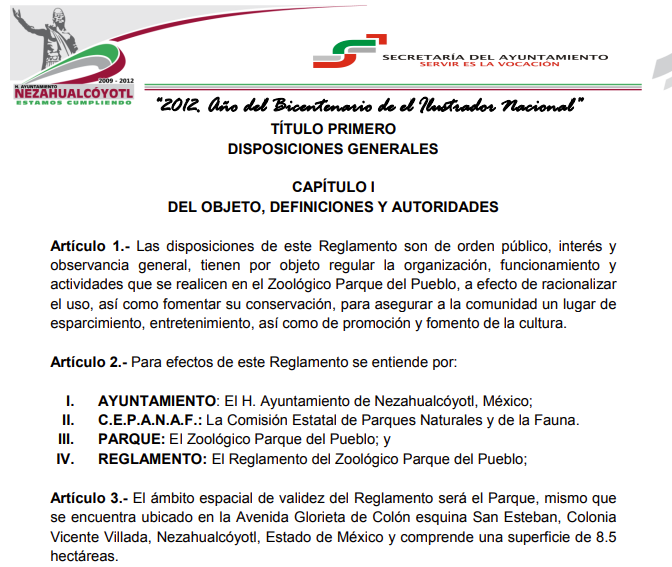 2009 - 2012
H. AYUNTAMIENTO
NEZAHUALCÓYOTL
ESTAMOS CUMPLIENDO
SECRETARÍA DEL AYUNTAMIENTO
SERVIR ES LA VOCACIÓN
"2012, Año del Bicentenario de el Ilustrador Nacional"
TÍTULO PRIMERO
DISPOSICIONES GENERALES
CAPÍTULO I
DEL OBJETO, DEFINICIONES Y AUTORIDADES
Artículo 1.- Las disposiciones de este Reglamento son de orden público, interés y
observancia general, tienen por objeto regular la organización, funcionamiento y
actividades que se realicen en el Zoológico Parque del Pueblo, a efecto de racionalizar
el uso, así como fomentar su conservación, para asegurar a la comunidad un lugar de
esparcimiento, entretenimiento, así como de promoción y fomento de la cultura.
Artículo 2.- Para efectos de este Reglamento se entiende por:
I. AYUNTAMIENTO: El H. Ayuntamiento de Nezahualcóyotl, México;
II. C.E.P.A.N.A.F.: La Comisión Estatal de Parques Naturales y de la Fauna.
III. PARQUE: El Zoológico Parque del Pueblo; y
IV. REGLAMENTO: El Reglamento del Zoológico Parque del Pueblo;
Artículo 3.- El ámbito espacial de validez del Reglamento será el Parque, mismo que
se encuentra ubicado en la Avenida Glorieta de Colón esquina San Esteban, Colonia
Vicente Villada, Nezahualcóyotl, Estado de México y comprende una superficie de 8.5
hectáreas.